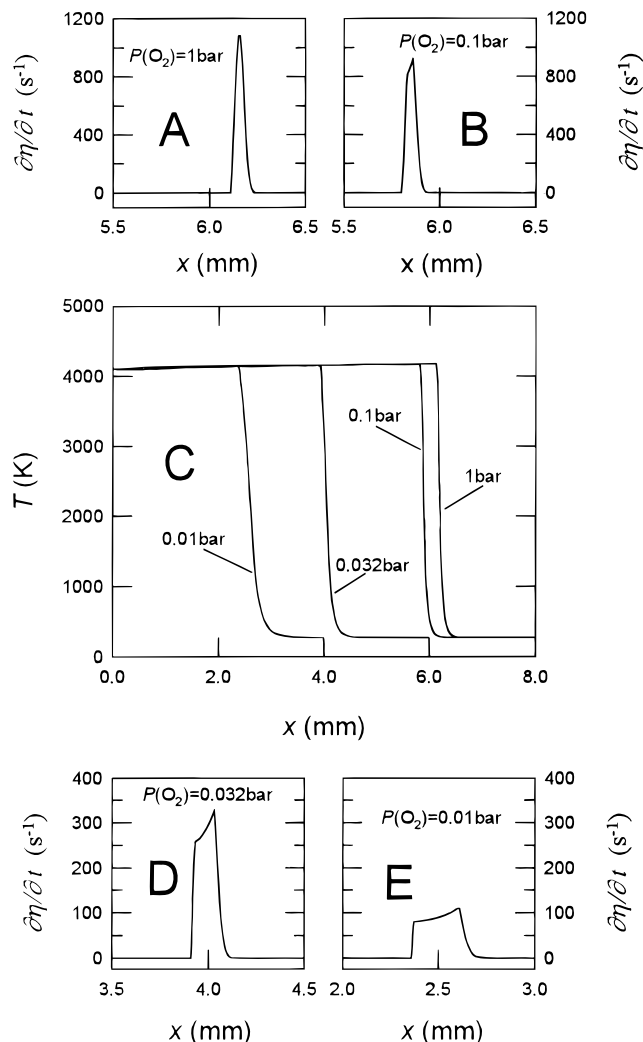 1200
800
400
0
∂η/∂t (s⁻¹)
P(O₂)=1bar
A
5.5 6.0 6.5
x (mm)
P(O₂)=0.1bar
B
1200
800
400
0
∂η/∂t (s⁻¹)
5.5 6.0 6.5
x (mm)
5000
4000
3000
2000
1000
0
T (K)
C
0.01bar
0.032bar
0.1bar
1bar
0.0 2.0 4.0 6.0 8.0
x (mm)
400
300
200
100
0
∂η/∂t (s⁻¹)
P(O₂)=0.032bar
D
3.5 4.0 4.5
x (mm)
P(O₂)=0.01bar
E
400
300
200
100
0
∂η/∂t (s⁻¹)
2.0 2.5 3.0
x (mm)